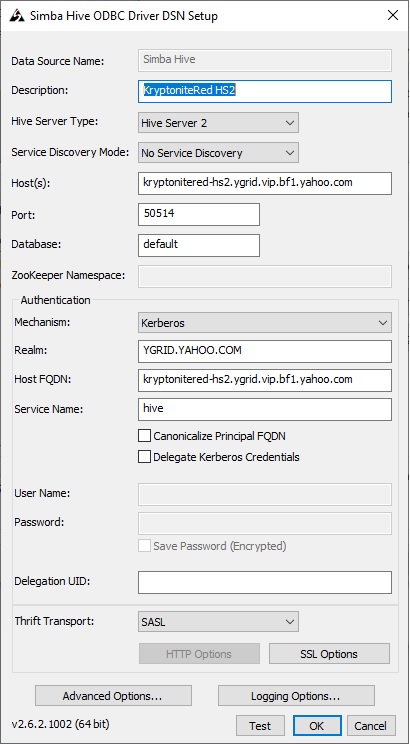 Simba Hive ODBC Driver DSN Setup
Data Source Name: Simba Hive
Description: KryptoniteRed HS2
Hive Server Type: Hive Server 2
Service Discovery Mode: No Service Discovery
Host(s): kryptonitered-hs2.ygrid.vip.bf1.yahoo.com
Port: 50514
Database: default
ZooKeeper Namespace:
Authentication
Mechanism: Kerberos
Realm: YGRID.YAHOO.COM
Host FQDN: kryptonitered-hs2.ygrid.vip.bf1.yahoo.com
Service Name: hive
Canonicalize Principal FQDN
Delegate Kerberos Credentials
User Name:
Password:
Save Password (Encrypted)
Delegation UID:
Thrift Transport: SASL
HTTP Options SSL Options
Advanced Options... Logging Options...
v2.6.2.1002 (64 bit) Test OK Cancel